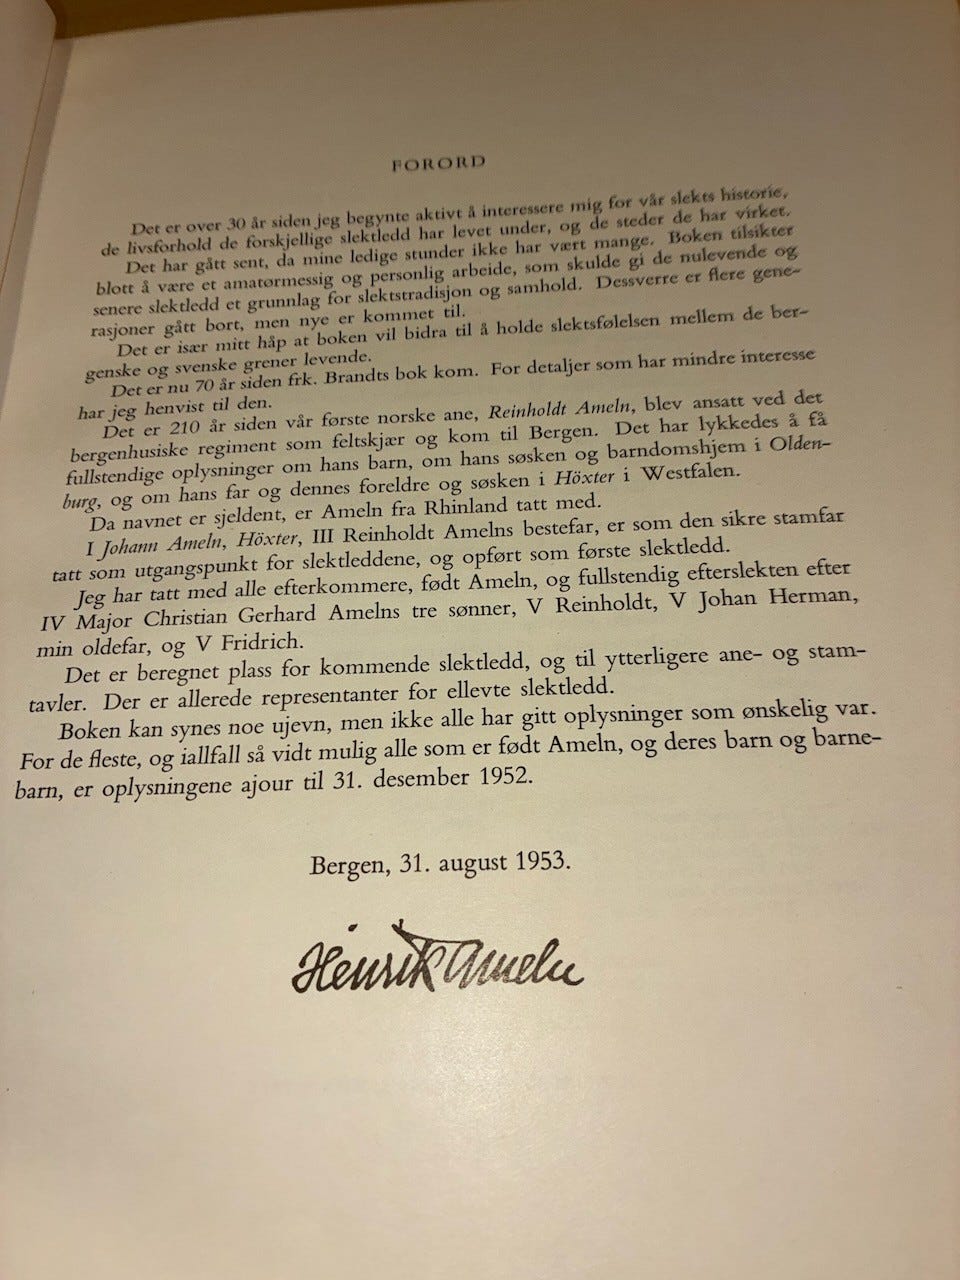 FORORD
Det er over 30 år siden jeg begynte aktivt å interessere mig for vår slekts historie,
de livsforhold de forskjellige slektledd har levet under, og de steder de har virket.
Det har gått sent, da mine ledige stunder ikke har vært mange. Boken tilsikter
blott å være et amatørmessig og personlig arbeide, som skulde gi de nulevende og
senere slektledd et grunnlag for slektstradisjon og samhold. Dessverre er flere gene-
rasjoner gått bort, men nye er kommet til.
Det er især mitt håp at boken vil bidra til å holde slektsfølelsen mellem de ber-
genske og svenske grener levende.
Det er nu 70 år siden frk. Brandts bok kom. For detaljer som har mindre interesse
har jeg henvist til den.
Det er 210 år siden vår første norske ane, Reinholdt Ameln, blev ansatt ved det
bergenhusiske regiment som feltskjær og kom til Bergen. Det har lykkedes å få
fullstendige oplysninger om hans barn, om hans søsken og barndomshjem i Olden-
burg, og om hans far og dennes foreldre og søsken i Höxter i Westfalen.
Da navnet er sjeldent, er Ameln fra Rhinland tatt med.
I Johann Ameln, Höxter, III Reinholdt Amelns bestefar, er som den sikre stamfar
tatt som utgangspunkt for slektleddene, og opført som første slektledd.
Jeg har tatt med alle efterkommere, født Ameln, og fullstendig efterslekten efter
IV Major Christian Gerhard Amelns tre sønner, V Reinholdt, V Johan Herman,
min oldefar, og V Fridrich.
Det er beregnet plass for kommende slektledd, og til ytterligere ane- og stam-
tavler. Der er allerede representanter for ellevte slektledd.
Boken kan synes noe ujevn, men ikke alle har gitt oplysninger som ønskelig var.
For de fleste, og iallfall så vidt mulig alle som er født Ameln, og deres barn og barne-
barn, er oplysningene ajour til 31. desember 1952.
Bergen, 31. august 1953.
Henrik Ameln